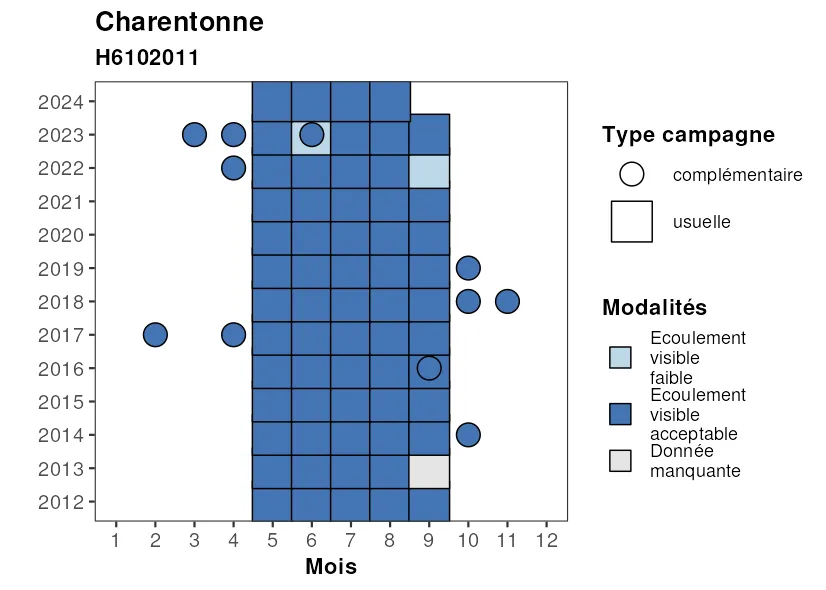 Charentonne
H6102011
2024
2023
2022
2021
2020
2019
2018
2017
2016
2015
2014
2013
2012
1 2 3 4 5 6 7 8 9 10 11 12
Mois
Type campagne
complémentaire
usuelle
Modalités
Ecoulement
visible
faible
Ecoulement
visible
acceptable
Donnée
manquante